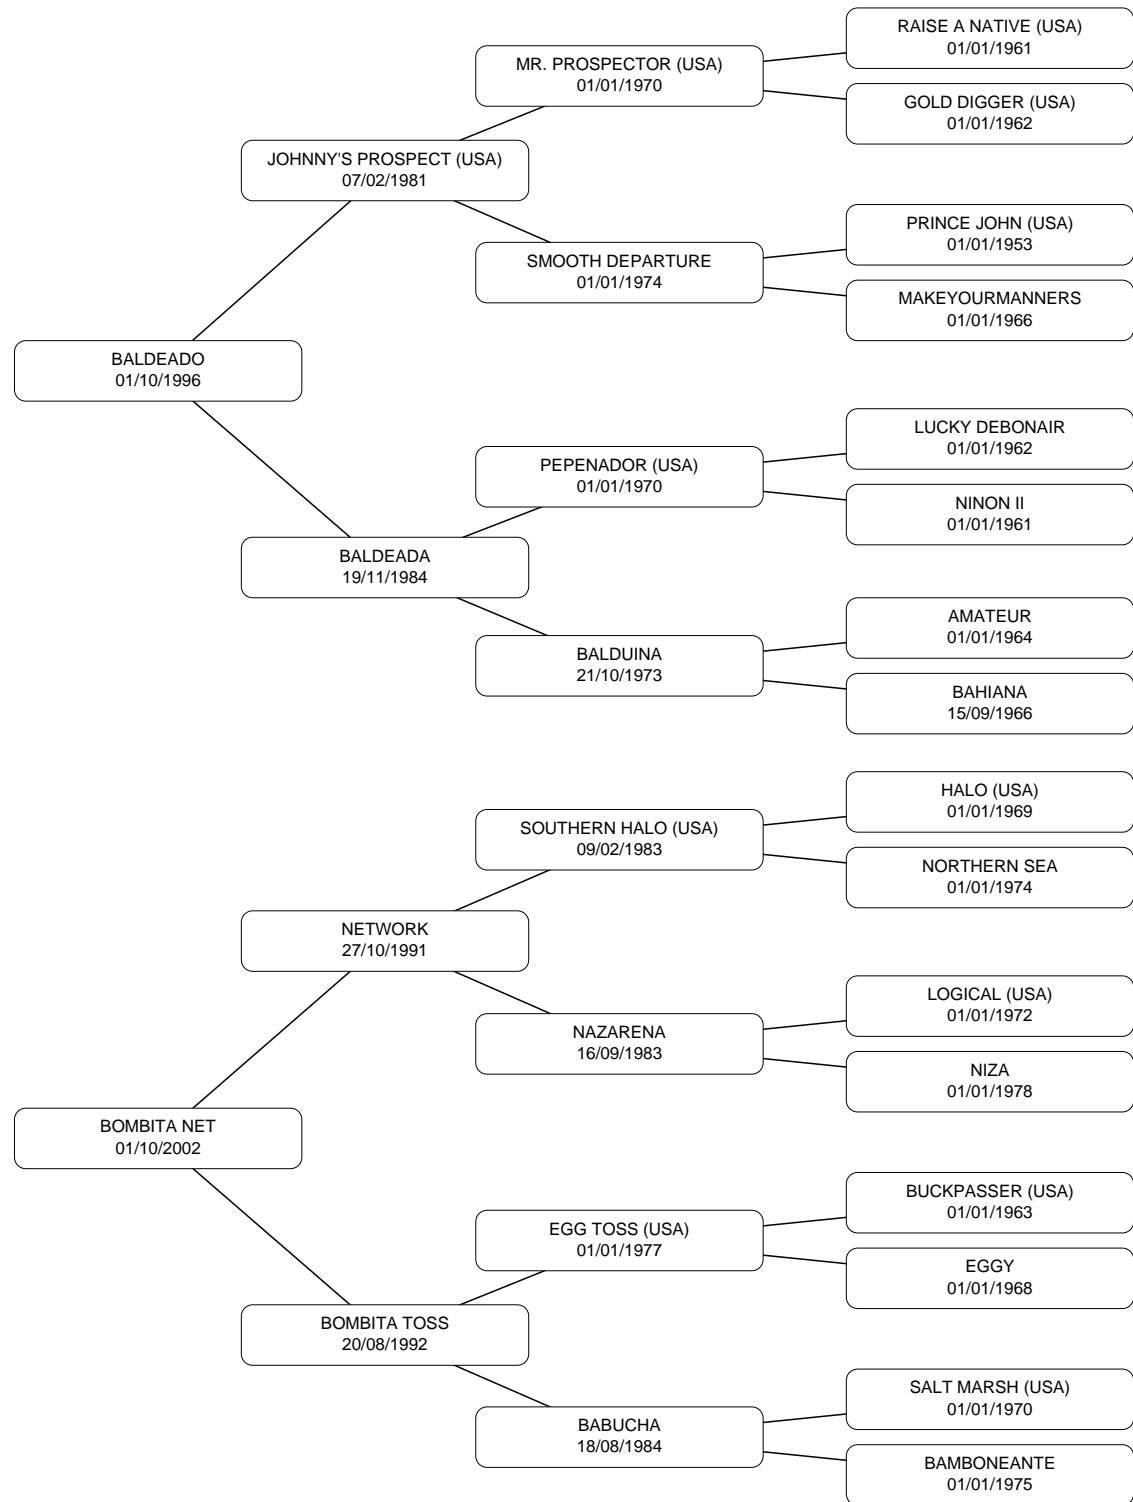 RAISE A NATIVE (USA)
01/01/1961
MR. PROSPECTOR (USA)
01/01/1970
GOLD DIGGER (USA)
01/01/1962
JOHNNY'S PROSPECT (USA)
07/02/1981
PRINCE JOHN (USA)
01/01/1953
SMOOTH DEPARTURE
01/01/1974
MAKEYOURMANNERS
01/01/1966
BALDEADO
01/10/1996
LUCKY DEBONAIR
01/01/1962
PEPENADOR (USA)
01/01/1970
NINON II
01/01/1961
BALDEADA
19/11/1984
AMATEUR
01/01/1964
BALDUINA
21/10/1973
BAHIANA
15/09/1966
HALO (USA)
01/01/1969
SOUTHERN HALO (USA)
09/02/1983
NORTHERN SEA
01/01/1974
NETWORK
27/10/1991
LOGICAL (USA)
01/01/1972
NAZARENA
16/09/1983
NIZA
01/01/1978
BOMBITA NET
01/10/2002
BUCKPASSER (USA)
01/01/1963
EGG TOSS (USA)
01/01/1977
EGGY
01/01/1968
BOMBITA TOSS
20/08/1992
SALT MARSH (USA)
01/01/1970
BABUCHA
18/08/1984
BAMBONEANTE
01/01/1975